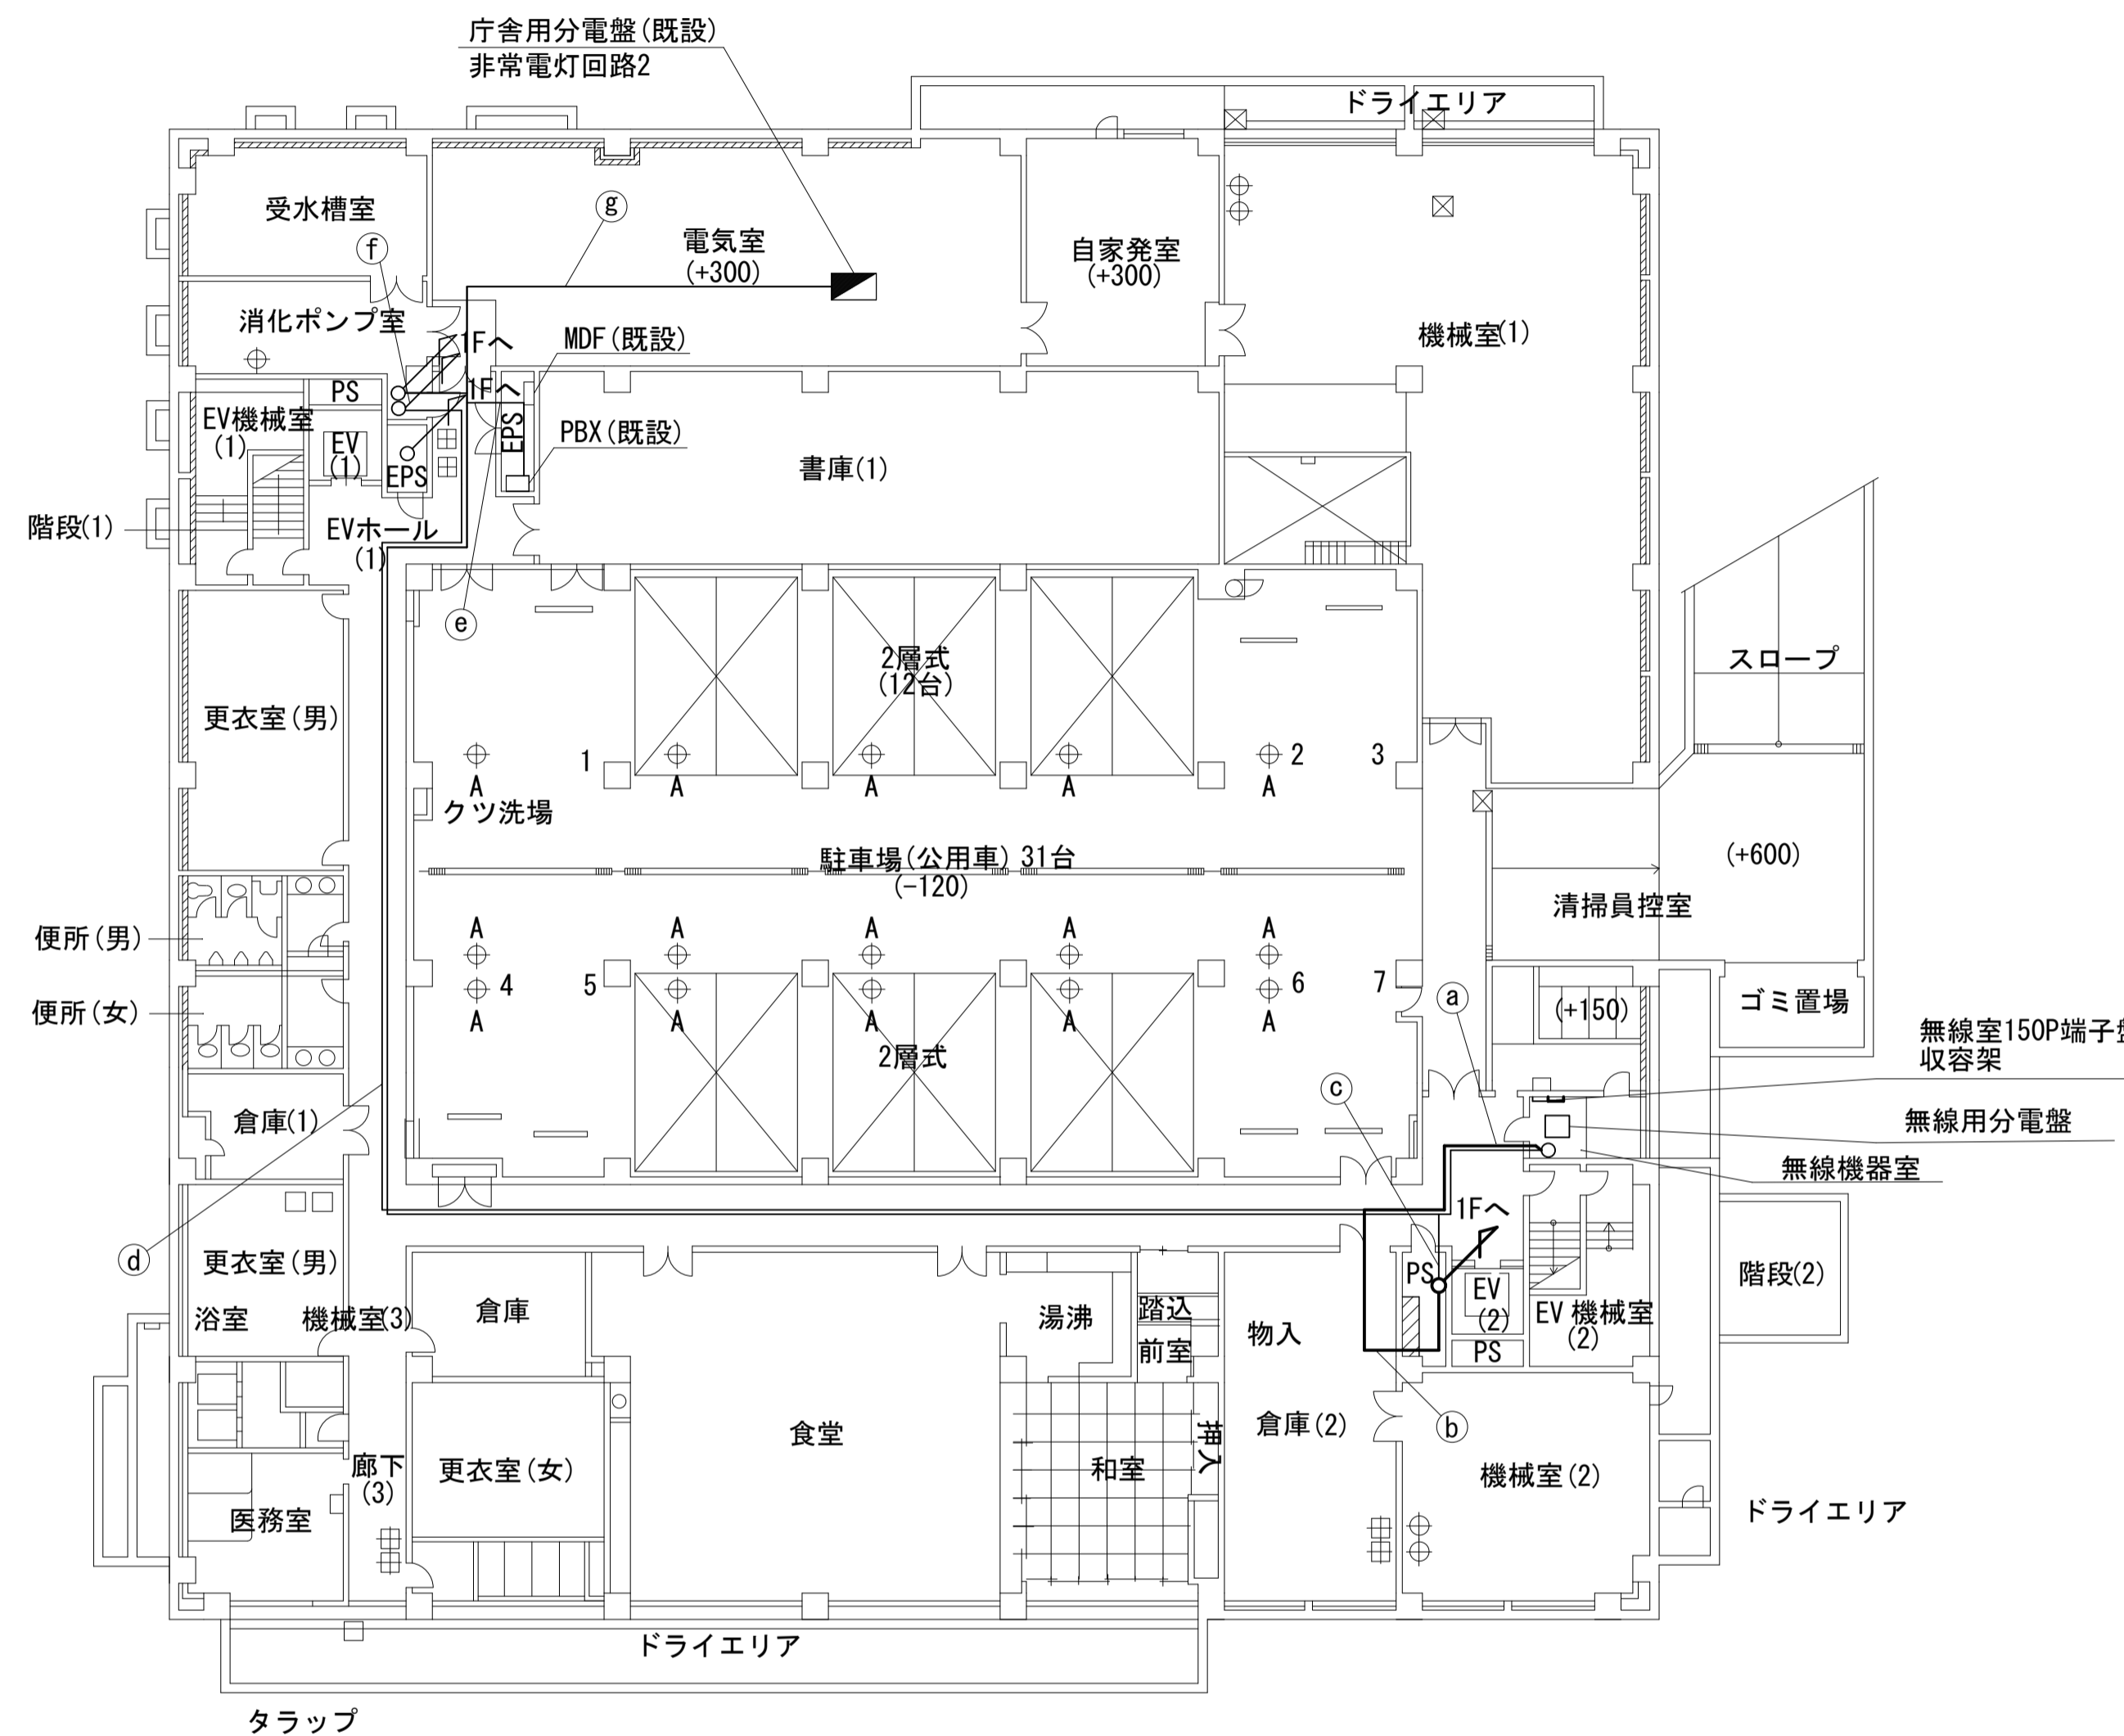 庁舎用分電盤(既設)
非常電灯回路2
ドライエリア
受水槽室
ⓖ
ⓕ
電気室
(+300)
自家発室
(+300)
消化ポンプ室
1Fへ
MDF(既設)
機械室(1)
PS
1Fへ
EV機械室
(1)
EV
(1)
EPS
EPS
PBX(既設)
書庫(1)
階段(1)
EVホール
(1)
ⓔ
2層式
(12台)
スロープ
更衣室(男)
1
2
3
A
A
A
A
A
クツ洗場
駐車場(公用車) 31台
(-120)
(+600)
清掃員控室
便所(男)
A
A
A
A
A
4
5
6
7
ⓐ
(+150)
ゴミ置場
便所(女)
A
A
A
A
A
無線室150P端子盤
収容架
2層式
ⓒ
倉庫(1)
無線用分電盤
無線機器室
1Fへ
ⓓ
更衣室(男)
PS
階段(2)
浴室
機械室(3)
倉庫
湯沸
踏込
物入
EV
(2)
EV 機械室
(2)
前室
PS
食堂
押入
倉庫(2)
ⓑ
廊下
(3)
更衣室(女)
和室
機械室(2)
医務室
ドライエリア
ドライエリア
タラップ